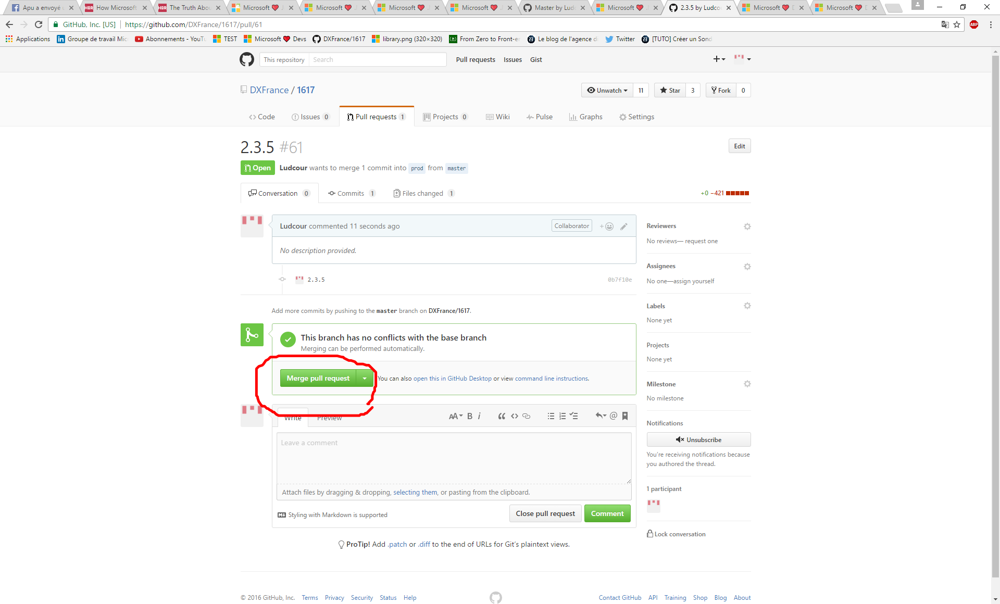 Apu a envoyé
How Microsoft
The Truth Abou
Microsoft
Microsoft
Microsoft
Microsoft
Master by Ludc
Microsoft
2.3.5 by Ludco
Microsoft
Microsoft
GitHub, Inc. [US]
https://github.com/DXFrance/1617/pull/61
ABP
Applications
Groupe de travail Mic
Abonnements - YouTu
TEST
Microsoft ❤ Devs
DXFrance/1617
library.png (320×320)
From Zero to Front-e
Le blog de l'agence d
Twitter
[TUTO] Créer un Sond
This repository
Search
Pull requests
Issues
Gist
DXFrance / 1617
Unwatch 11
Star 3
Fork 0
Code
Issues 0
Pull requests 1
Projects 0
Wiki
Pulse
Graphs
Settings
2.3.5 #61
Edit
Open
Ludcour wants to merge 1 commit into prod from master
Conversation 0
Commits 1
Files changed 1
+0 −421
Ludcour commented 11 seconds ago
Collaborator
No description provided.
2.3.5
0b7f10e
Add more commits by pushing to the master branch on DXFrance/1617.
This branch has no conflicts with the base branch
Merging can be performed automatically.
Merge pull request
You can also open this in GitHub Desktop or view command line instructions.
Write
Preview
AA B i
Leave a comment
Attach files by dragging & dropping, selecting them, or pasting from the clipboard.
Styling with Markdown is supported
Close pull request
Comment
ProTip! Add .patch or .diff to the end of URLs for Git's plaintext views.
Reviewers
No reviews— request one
Assignees
No one—assign yourself
Labels
None yet
Projects
None yet
Milestone
No milestone
Notifications
Unsubscribe
You're receiving notifications because
you authored the thread.
1 participant
Lock conversation
© 2016 GitHub, Inc.
Terms
Privacy
Security
Status
Help
Contact GitHub
API
Training
Shop
Blog
About